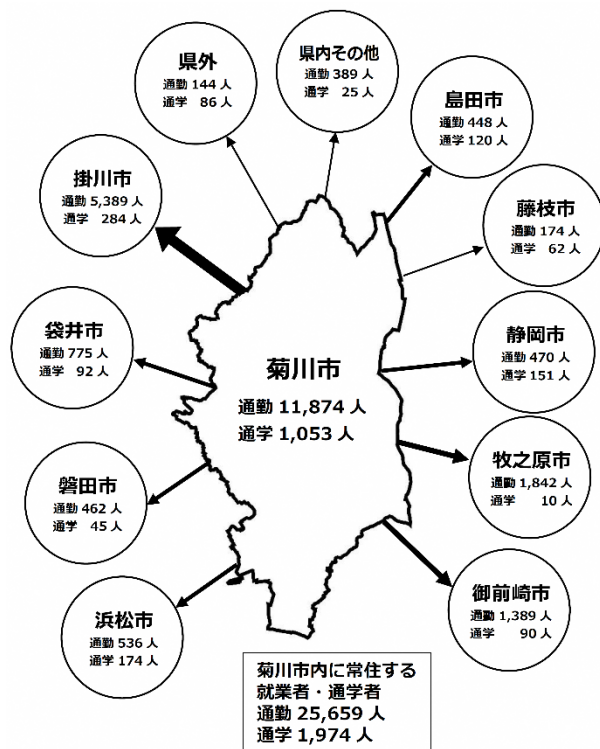 県外
通勤 144 人
通学 86 人
県内その他
通勤 389 人
通学 25 人
島田市
通勤 448 人
通学 120 人
掛川市
通勤 5,389 人
通学 284 人
藤枝市
通勤 174 人
通学 62 人
袋井市
通勤 775 人
通学 92 人
菊川市
通勤 11,874 人
通学 1,053 人
静岡市
通勤 470 人
通学 151 人
磐田市
通勤 462 人
通学 45 人
牧之原市
通勤 1,842 人
通学 10 人
浜松市
通勤 536 人
通学 174 人
御前崎市
通勤 1,389 人
通学 90 人
菊川市内に常住する
就業者・通学者
通勤 25,659 人
通学 1,974 人